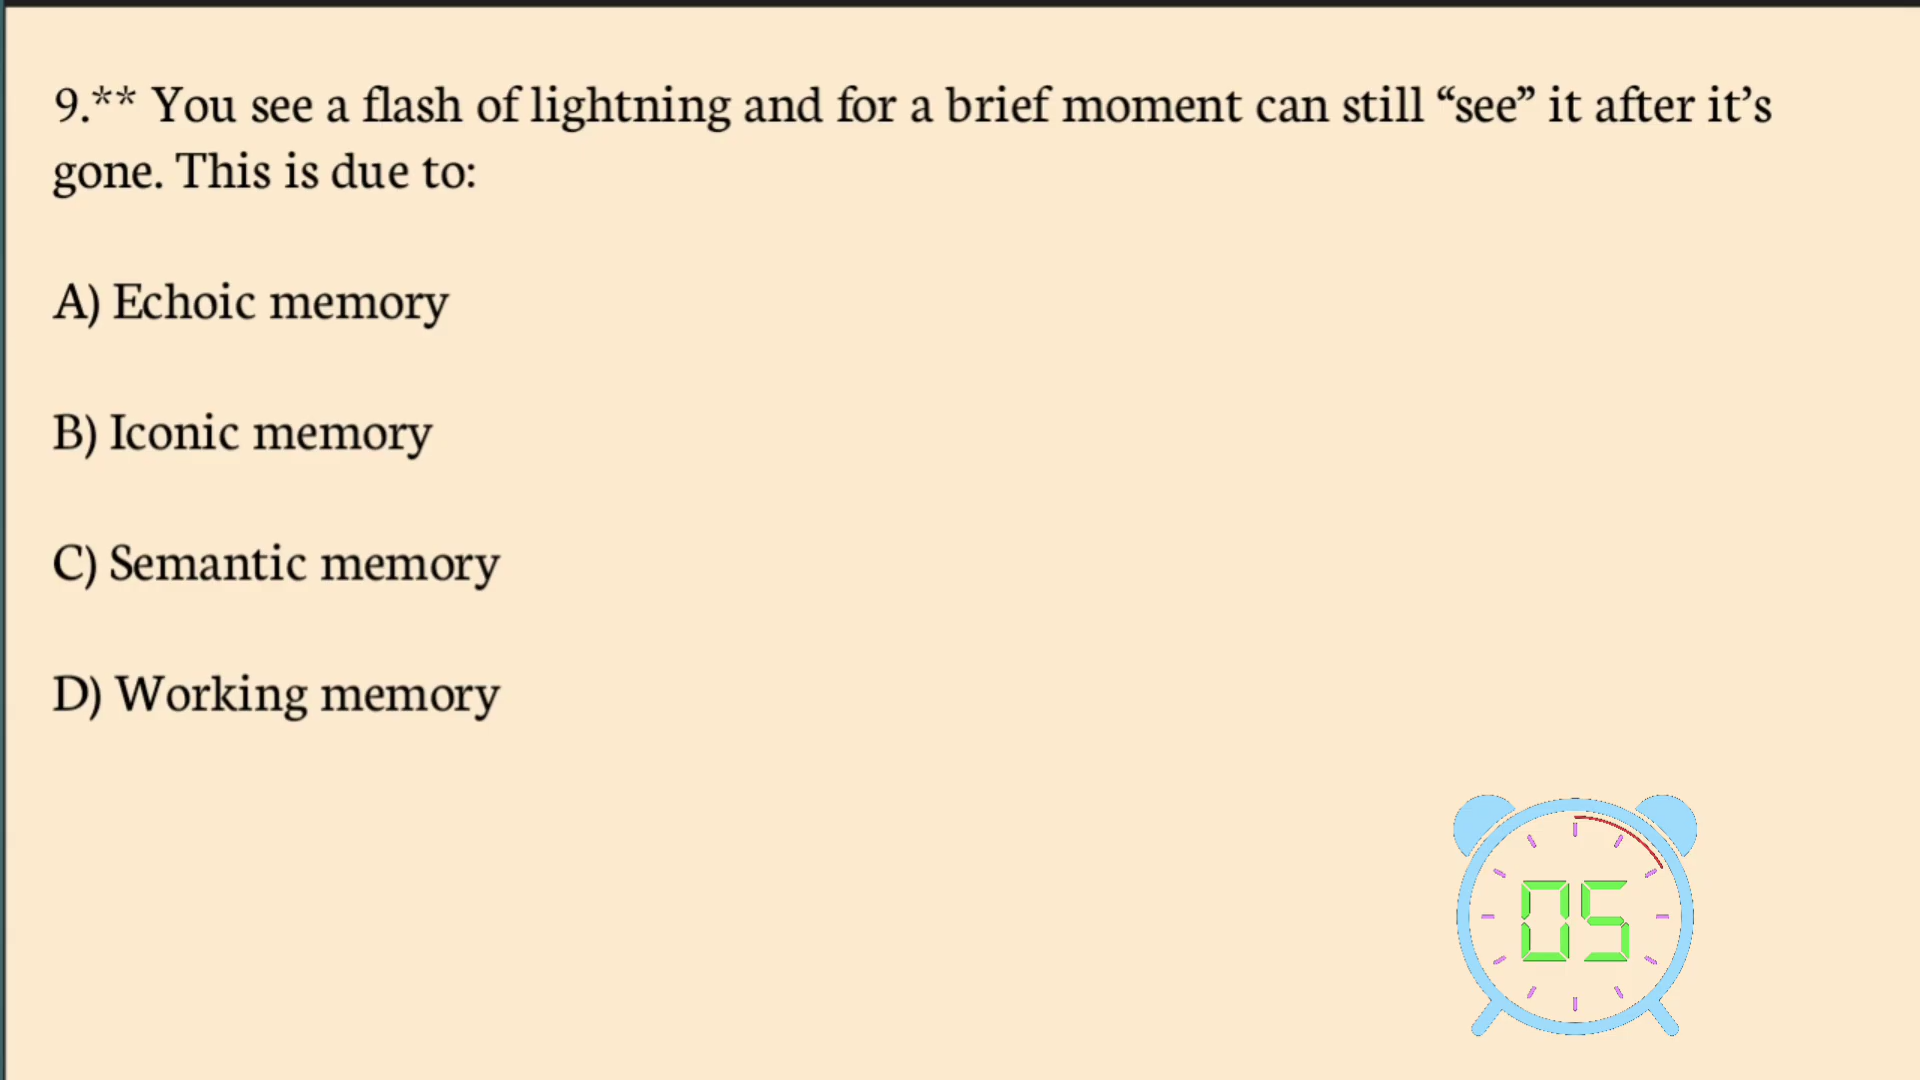 9.** You see a flash of lightning and for a brief moment can still “see” it after it’s
gone. This is due to:
A) Echoic memory
B) Iconic memory
C) Semantic memory
D) Working memory
05